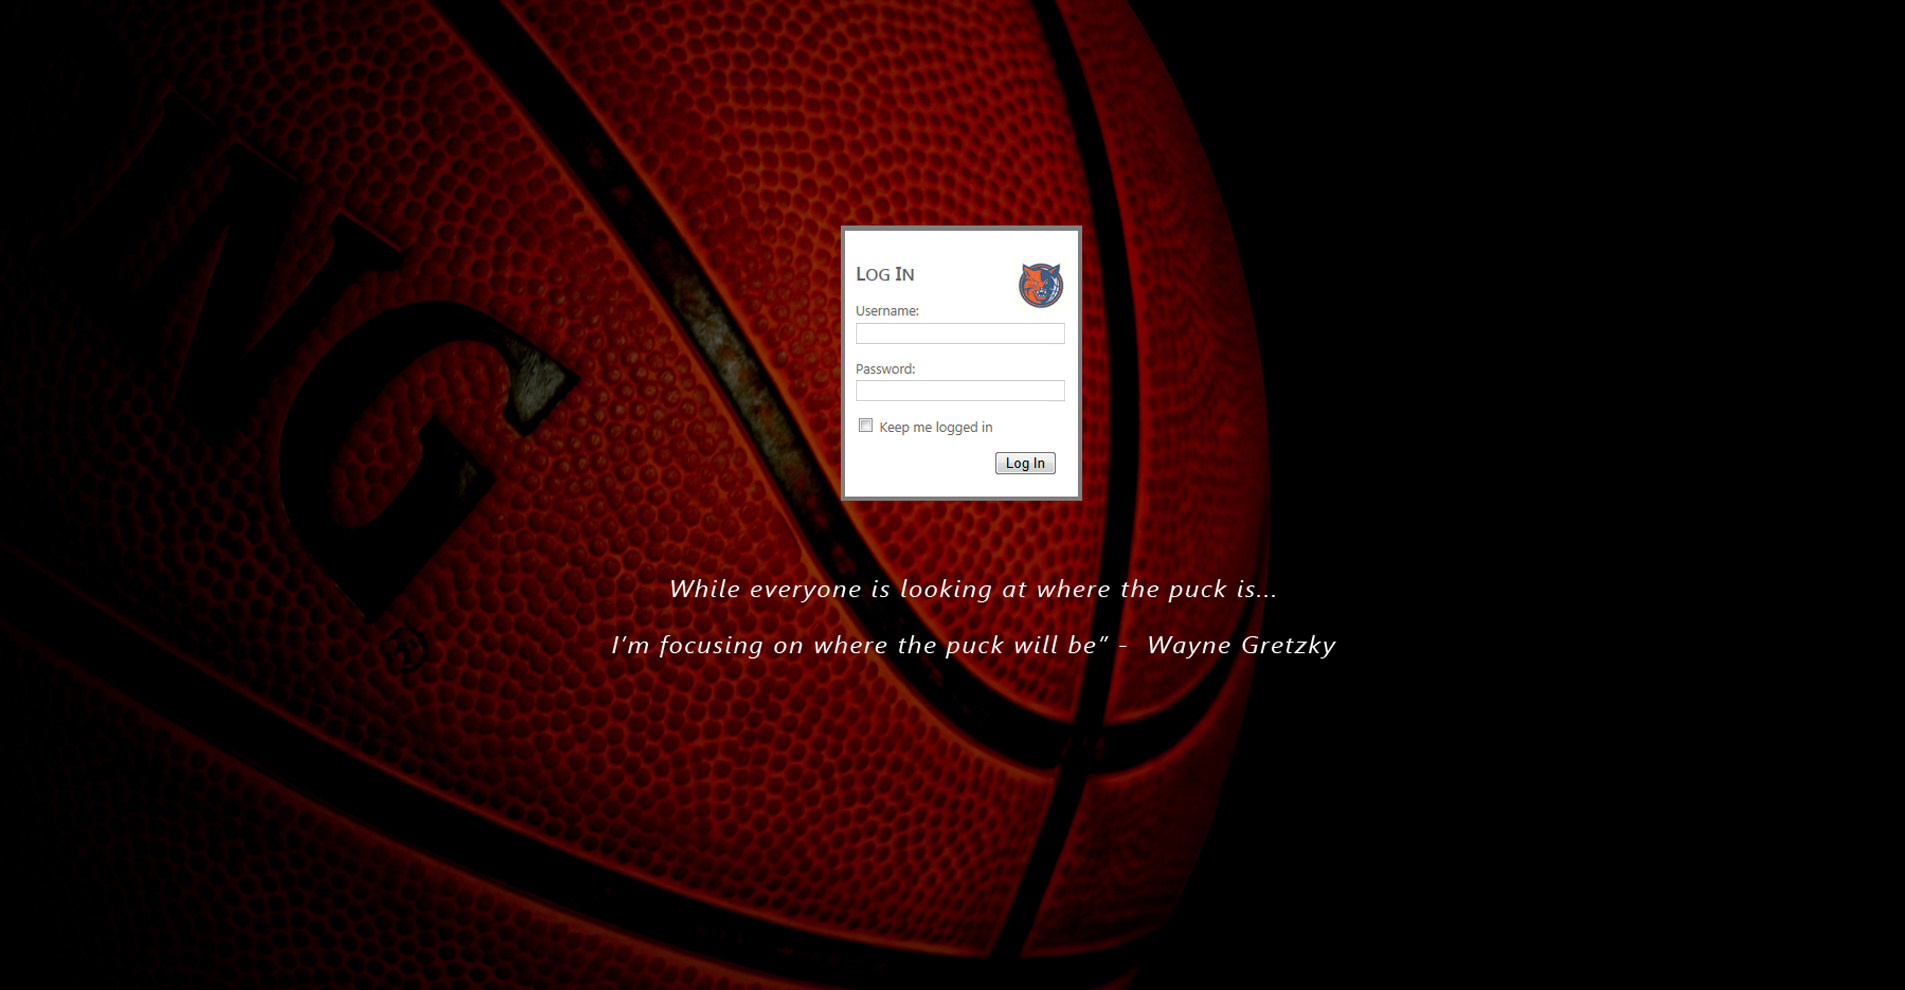 NG
®
LOG IN
Username:
Password:
Keep me logged in
Log In
While everyone is looking at where the puck is...
I'm focusing on where the puck will be" - Wayne Gretzky